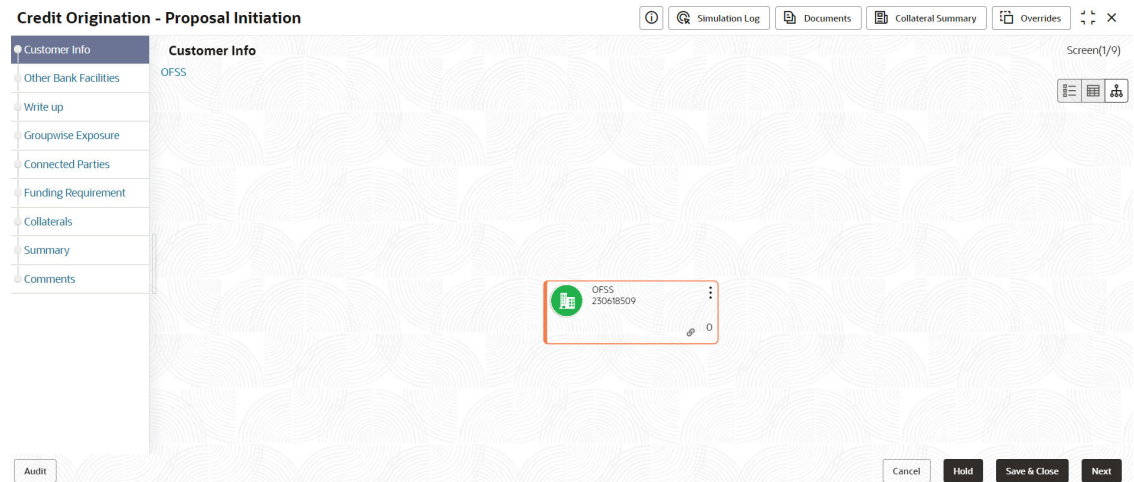 Credit Origination - Proposal Initiation
Simulation Log
Documents
Collateral Summary
Overrides
Customer Info
Other Bank Facilities
Write up
Groupwise Exposure
Connected Parties
Funding Requirement
Collaterals
Summary
Comments
Customer Info
Screen(1/9)
OFSS
OFSS
230618509
0
Audit
Cancel
Hold
Save & Close
Next